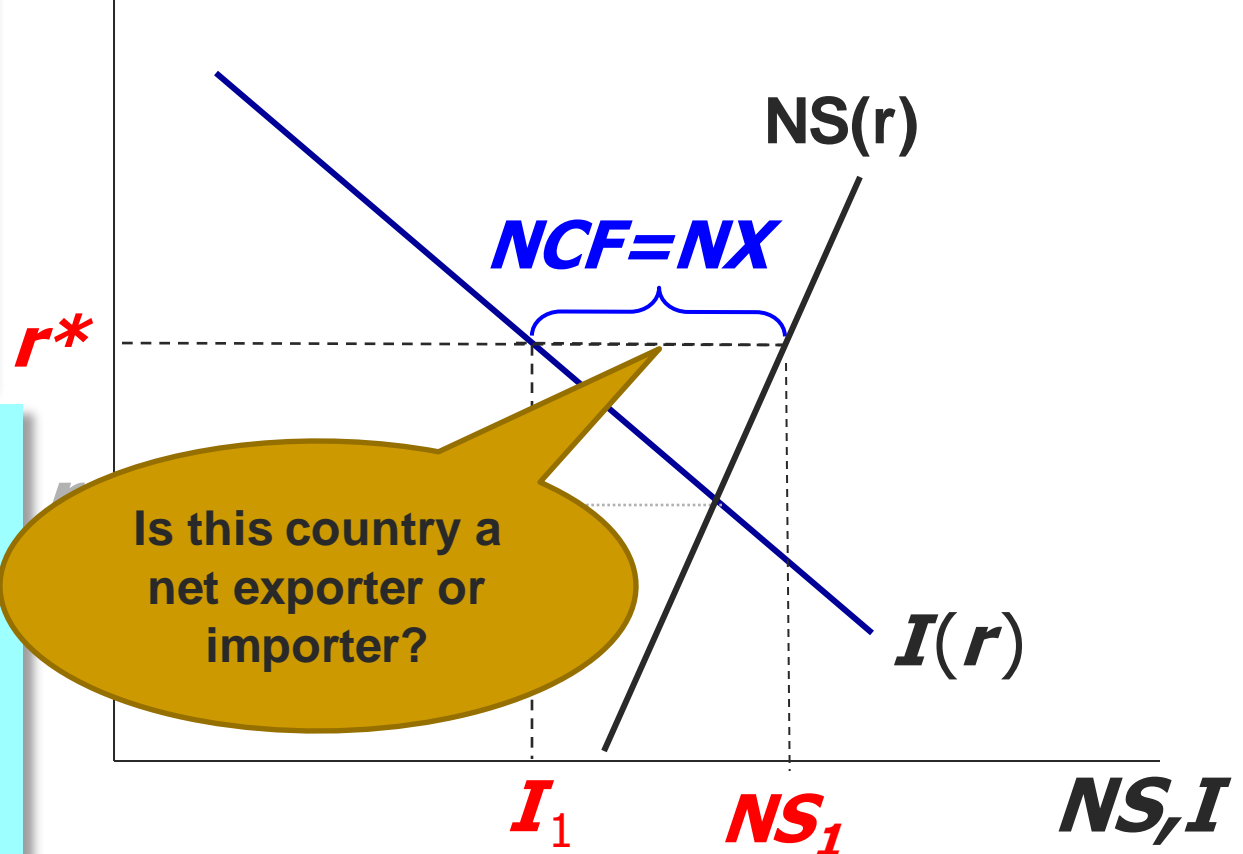 NS(r)
NCF=NX
r*
Is this country a
net exporter or
importer?
I(r)
I₁
NS₁
NS,I